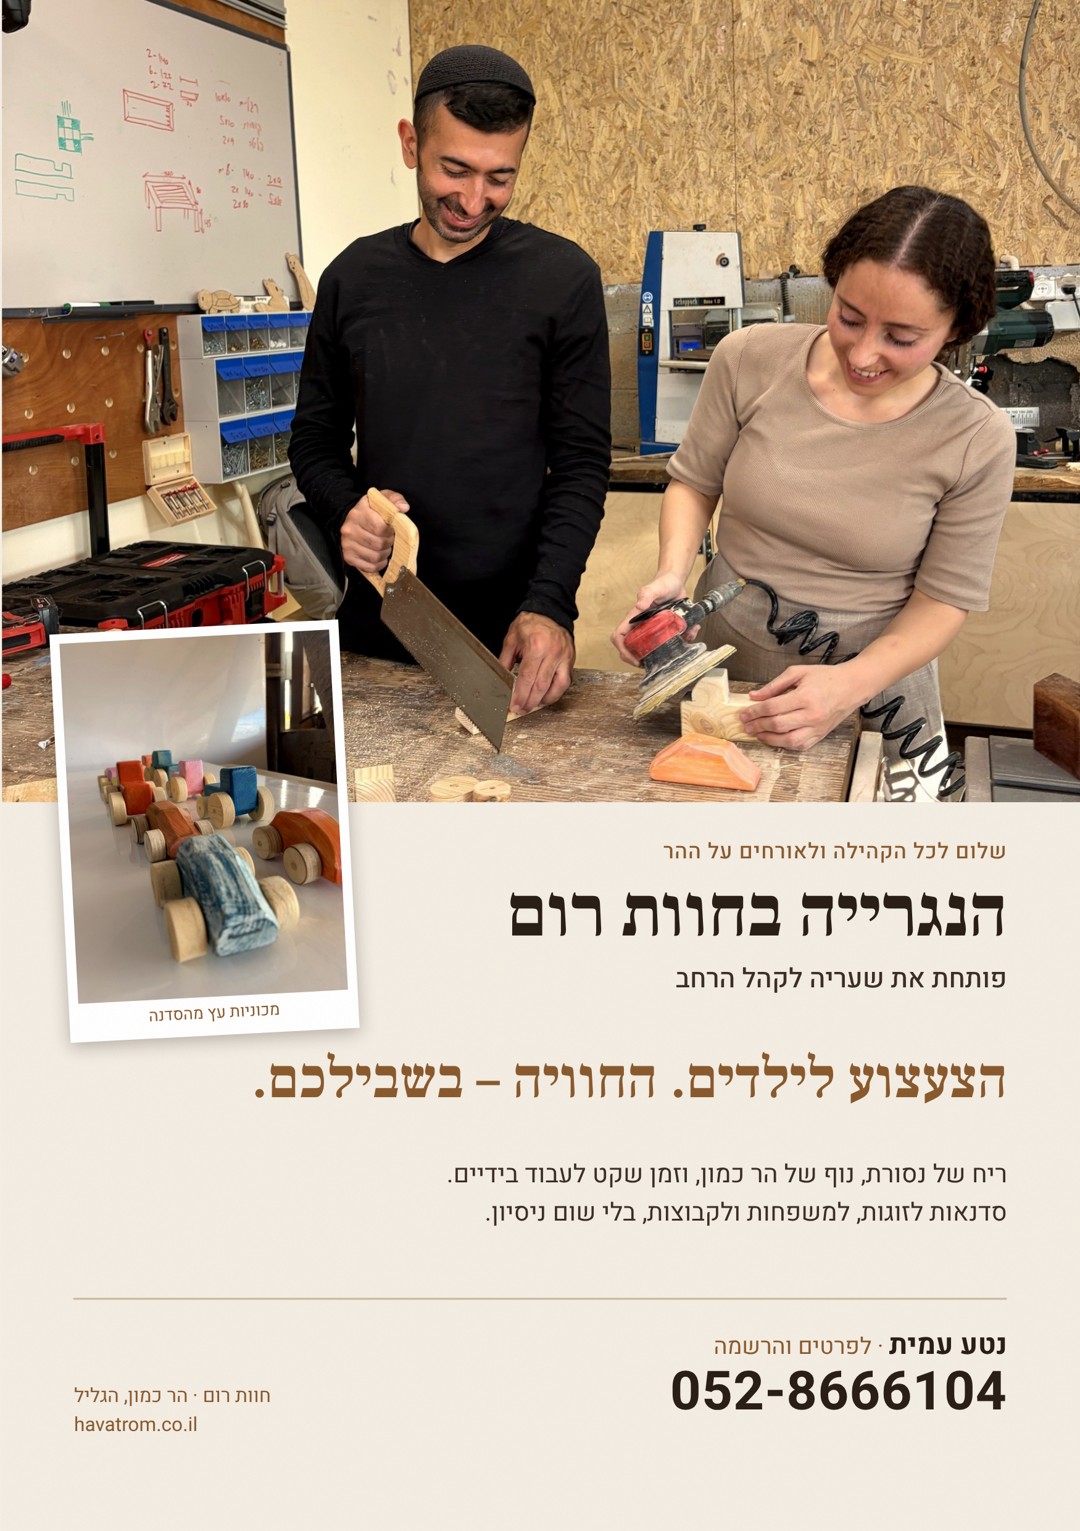 שלום לכל הקהילה ולאורחים על ההר
הנגרייה בחוות רום
פותחת את שעריה לקהל הרחב
מכוניות עץ מהסדנה
הצעצוע לילדים. החוויה – בשבילכם.
ריח של נסורת, נוף של הר כמון, וזמן שקט לעבוד בידיים.
סדנאות לזוגות, למשפחות ולקבוצות, בלי שום ניסיון.
נטע עמית · לפרטים והרשמה
052-8666104
חוות רום · הר כמון, הגליל
havatrom.co.il